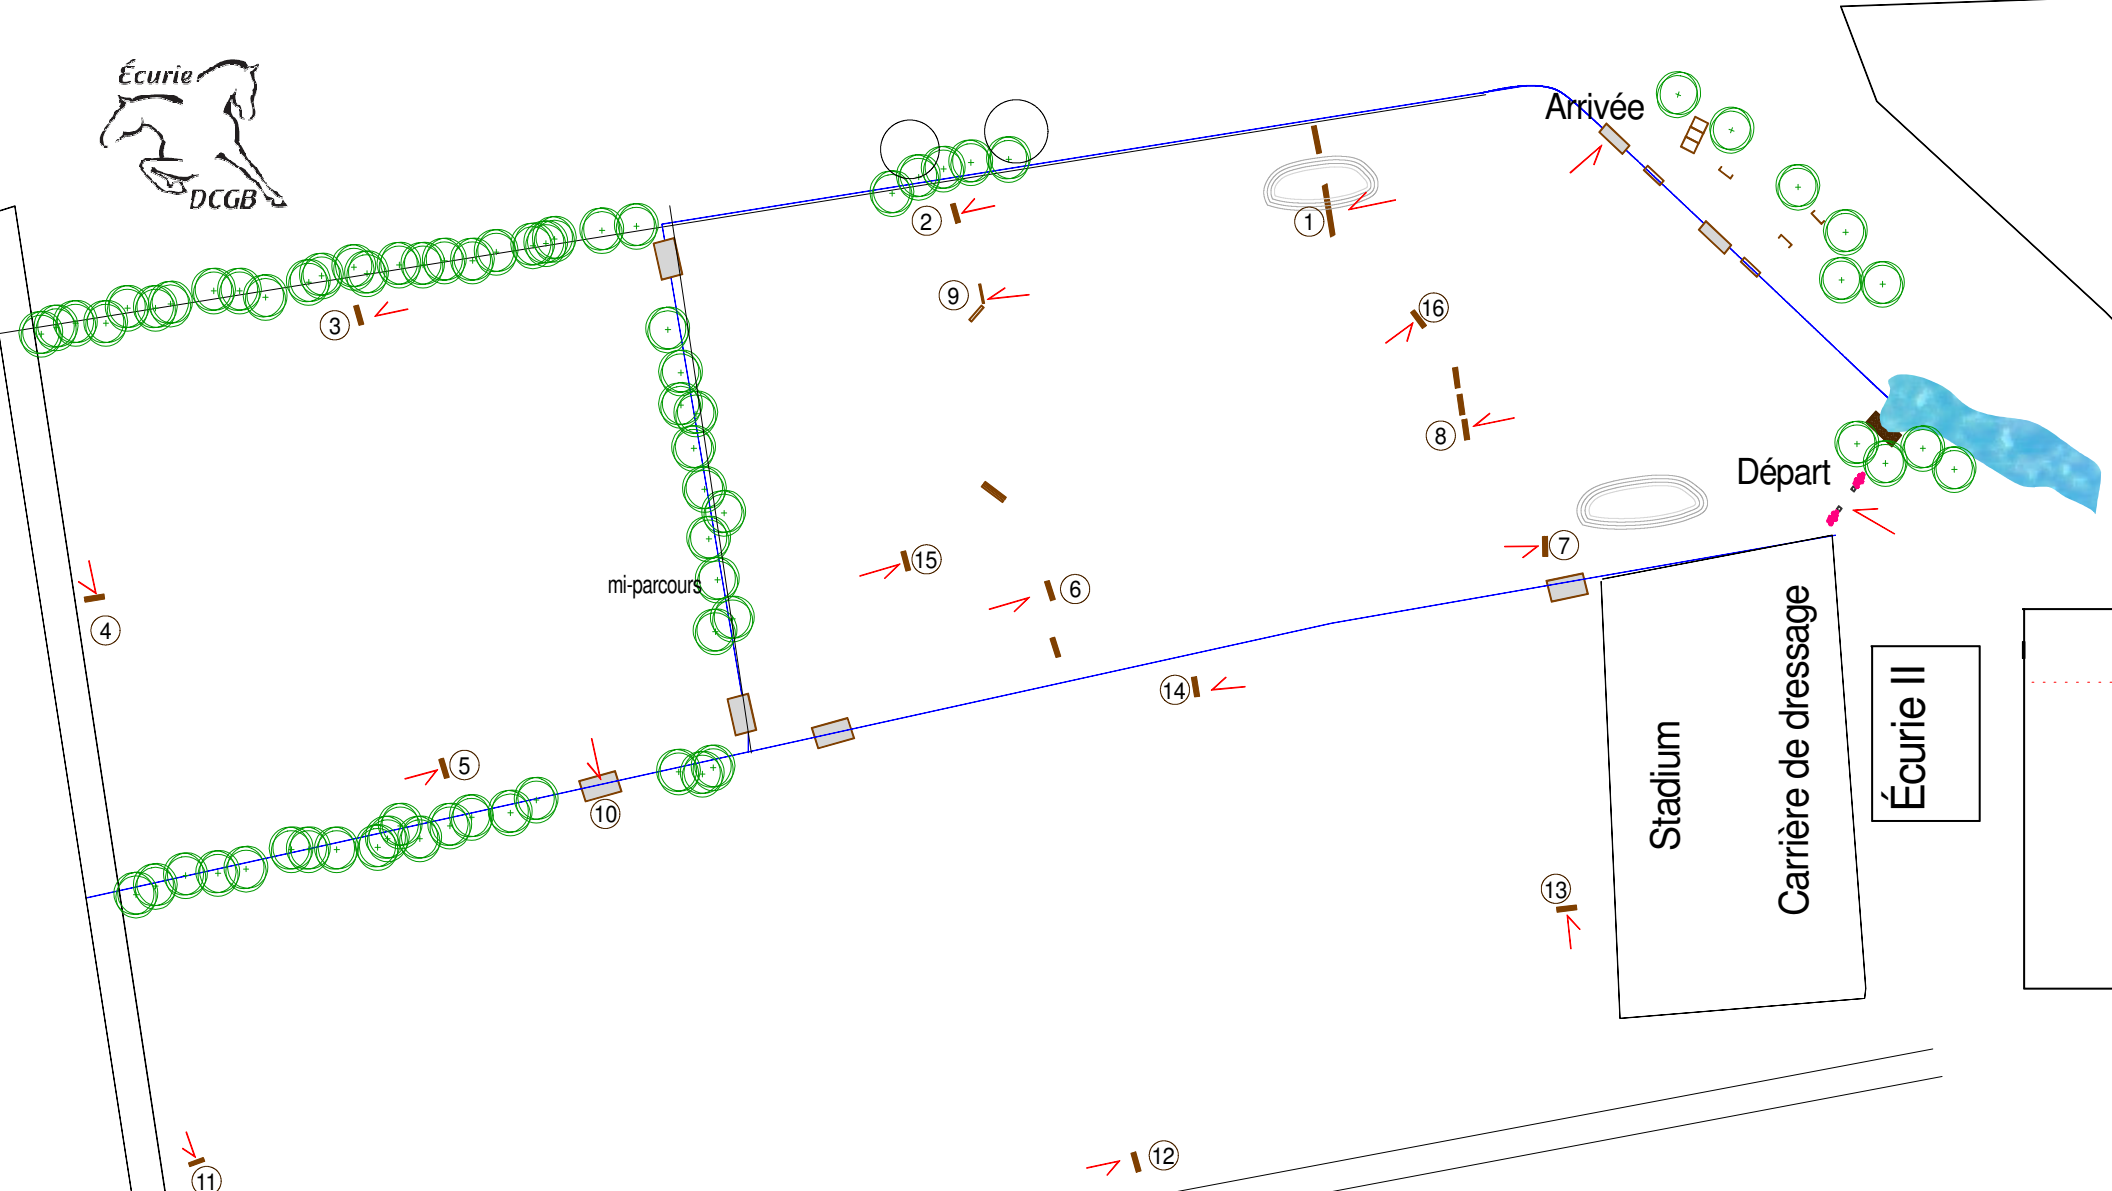 Écurie
DCGB
Arrivée
2
1
3
9
16
8
Départ
7
15
mi-parcours
6
4
14
5
10
Stadium
Carrière de dressage
Écurie II
13
12
11